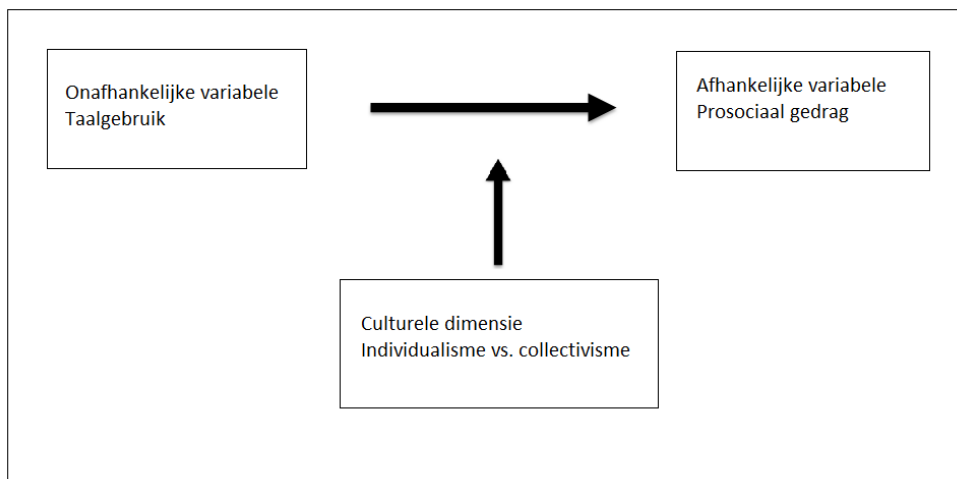 Onafhankelijke variabele
Taalgebruik
Afhankelijke variabele
Prosociaal gedrag
Culturele dimensie
Individualisme vs. collectivisme